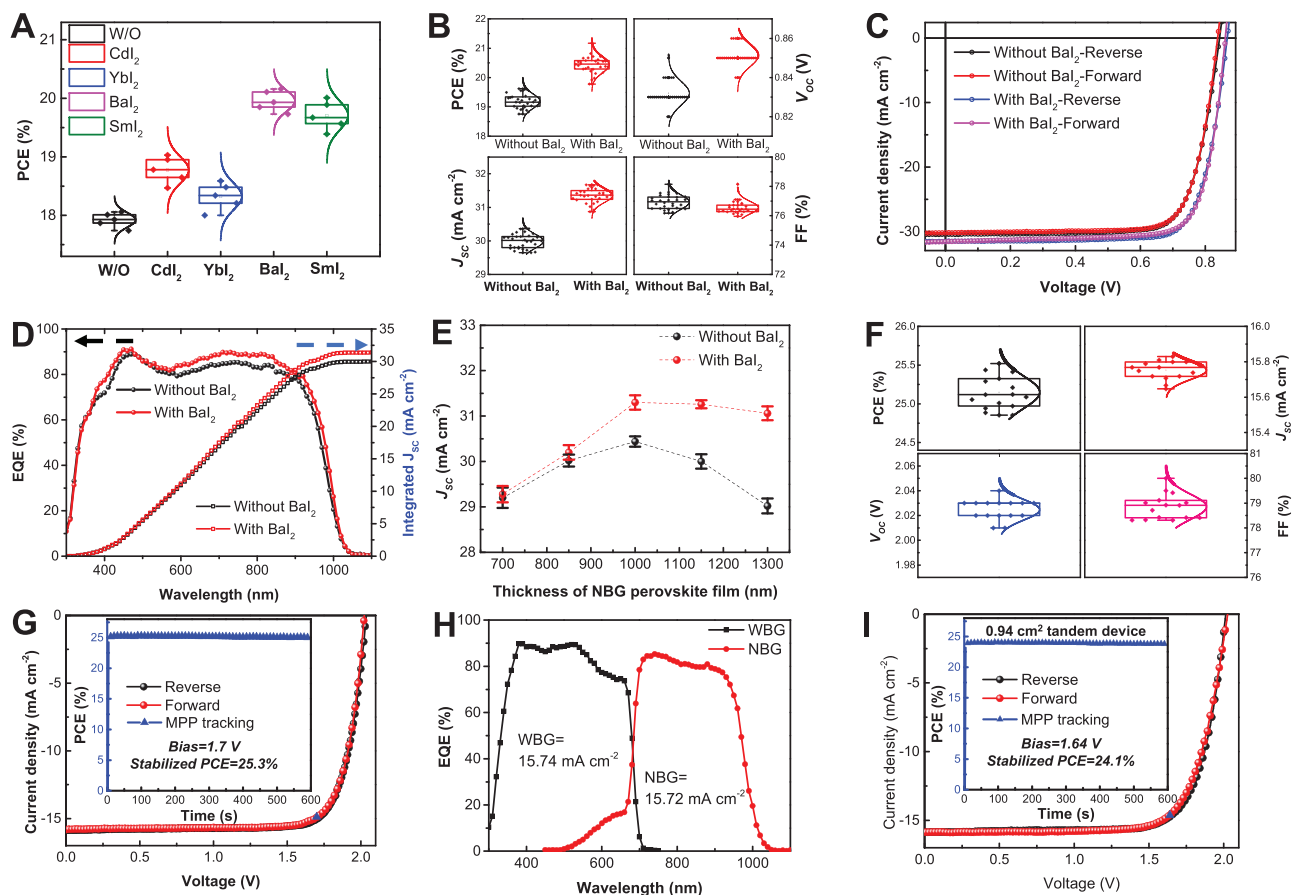 A
W/O
CdI2
YbI2
BaI2
SmI2
PCE (%)
21
20
19
18
W/O CdI2 YbI2 BaI2 SmI2
B
PCE (%)
22
21
20
19
18
17
Without BaI2 With BaI2
0.86
0.84
0.82
VOC (V)
Without BaI2 With BaI2
JSC (mA cm-2)
32
31
30
29
Without BaI2 With BaI2
80
78
76
74
72
FF (%)
Without BaI2 With BaI2
C
Current density (mA cm-2)
0
-10
-20
-30
Without BaI2-Reverse
Without BaI2-Forward
With BaI2-Reverse
With BaI2-Forward
0.0 0.2 0.4 0.6 0.8
Voltage (V)
D
EQE (%)
100
80
60
40
20
0
Without BaI2
With BaI2
Without BaI2
With BaI2
35
30
25
20
15
10
5
0
Integrated JSC (mA cm-2)
400 600 800 1000
Wavelength (nm)
E
JSC (mA cm-2)
33
32
31
30
29
28
Without BaI2
With BaI2
700 800 900 1000 1100 1200 1300
Thickness of NBG perovskite film (nm)
F
PCE (%)
26.0
25.5
25.0
24.5
16.0
15.8
15.6
15.4
JSC (mA cm-2)
VOC (V)
2.06
2.04
2.02
2.00
1.98
81
80
79
78
77
76
FF (%)
G
Current density (mA cm-2)
0
-5
-10
-15
PCE (%)
25
20
15
10
5
0
Reverse
Forward
MPP tracking
Bias=1.7 V
Stabilized PCE=25.3%
0 100 200 300 400 500 600
Time (s)
0.0 0.5 1.0 1.5 2.0
Voltage (V)
H
EQE (%)
100
80
60
40
20
0
WBG
NBG
WBG=
15.74 mA cm-2
NBG=
15.72 mA cm-2
400 600 800 1000
Wavelength (nm)
I
Current density (mA cm-2)
0
-5
-10
-15
PCE (%)
25
20
15
10
5
0
0.94 cm2 tandem device
Reverse
Forward
MPP tracking
Bias=1.64 V
Stabilized PCE=24.1%
0 100 200 300 400 500 600
Time (s)
0.0 0.5 1.0 1.5 2.0
Voltage (V)